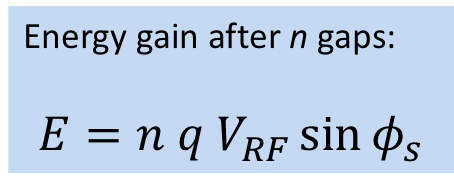 Energy gain after n gaps:
E = n q V_RF sin ϕ_s